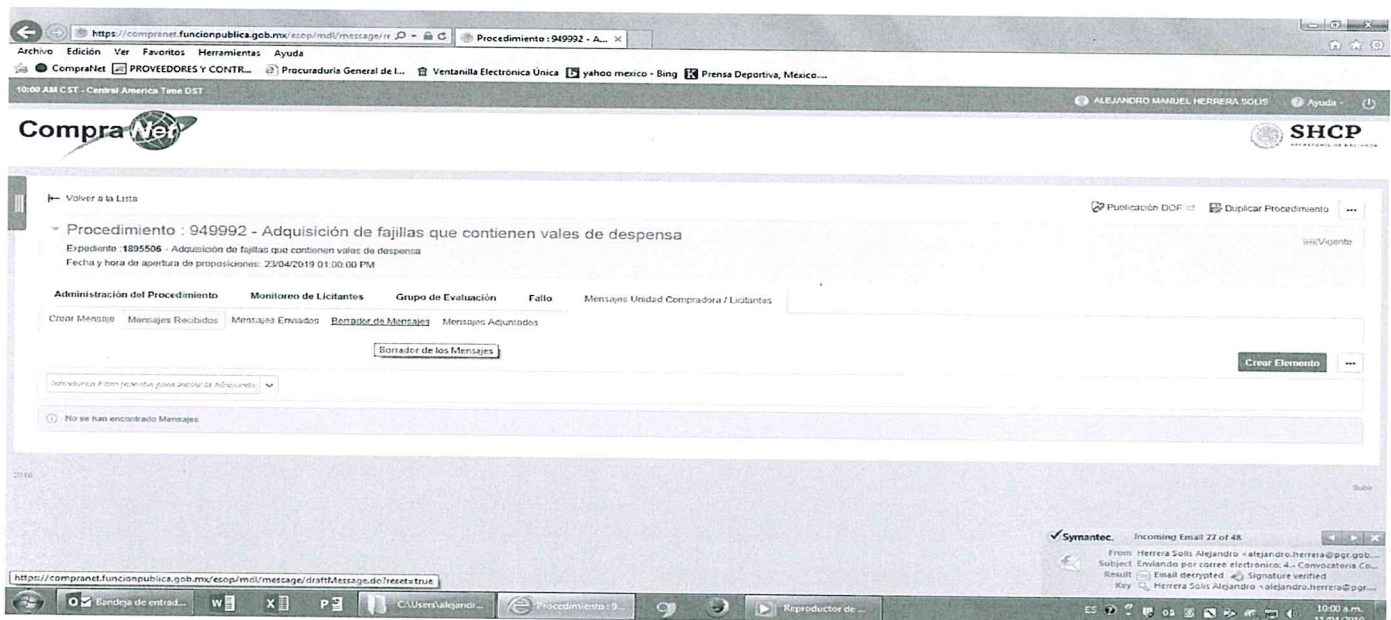 https://compranet.funcionpublica.gob.mx/esop/mdl/message/r
Procedimiento : 949992 - A...
Archivo Edición Ver Favoritos Herramientas Ayuda
CompraNet PROVEEDORES Y CONTR... Procuraduría General de l... Ventanilla Electrónica Única yahoo mexico - Bing Prensa Deportiva, Mexico....
10:00 AM CST - Central America Time DST
ALEJANDRO MANUEL HERRERA SOLIS Ayuda
CompraNet
SHCP
Volver a la Lista
Publicación DOF Duplicar Procedimiento ...
Procedimiento : 949992 - Adquisición de fajillas que contienen vales de despensa
Expediente :1895506 - Adquisición de fajillas que contienen vales de despensa
Vigente
Fecha y hora de apertura de proposiciones: 23/04/2019 01:00:00 PM
Administración del Procedimiento Monitoreo de Licitantes Grupo de Evaluación Fallo Mensajes Unidad Compradora / Licitantes
Crear Mensaje Mensajes Recibidos Mensajes Enviados Borrador de Mensajes Mensajes Adjuntados
Borrador de los Mensajes
Crear Elemento ...
No se han encontrado Mensajes
Subir
Symantec. Incoming Email 27 of 48
From Herrera Solis Alejandro <alejandro.herrera@pgr.gob...
Subject Enviando por correo electrónico: 4.- Convocatoria Co...
Result Email decrypted Signature verified
Key Herrera Solis Alejandro <alejandro.herrera@pgr....
https://compranet.funcionpublica.gob.mx/esop/mdl/message/draftMessage.do?reset=true
Bandeja de entrad... C:\Users\alejandr... Procedimiento : 9... Reproductor de ...
ES
10:00 a.m.